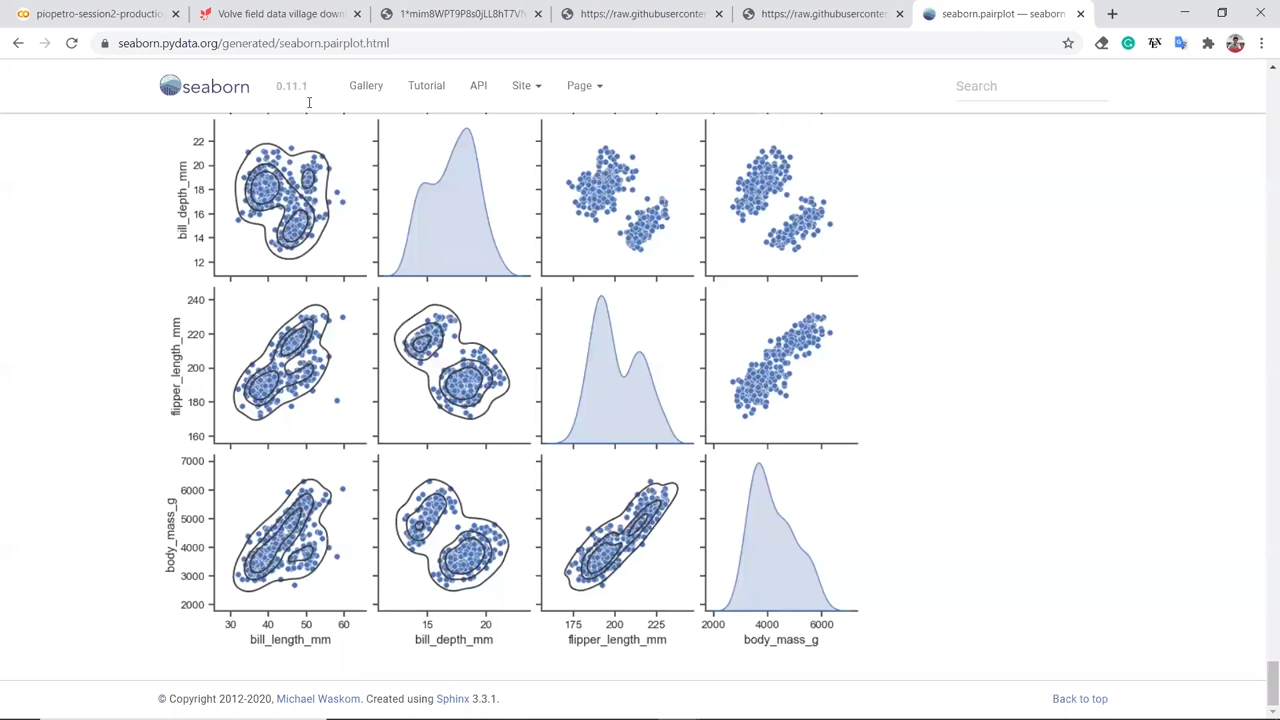 piopetro-session2-productio
Volve field data village down
1*mim8WPT9P8s0jLL8hT7VN
https://raw.githubusercontent
https://raw.githubusercontent
seaborn.pairplot — seaborn
seaborn.pydata.org/generated/seaborn.pairplot.html
seaborn
0.11.1
Gallery
Tutorial
API
Site
Page
Search
bill_depth_mm
22
20
18
16
14
12
flipper_length_mm
240
220
200
180
160
body_mass_g
7000
6000
5000
4000
3000
2000
30 40 50 60
15 20
175 200 225
2000 4000 6000
bill_length_mm
bill_depth_mm
flipper_length_mm
body_mass_g
© Copyright 2012-2020, Michael Waskom. Created using Sphinx 3.3.1.
Back to top